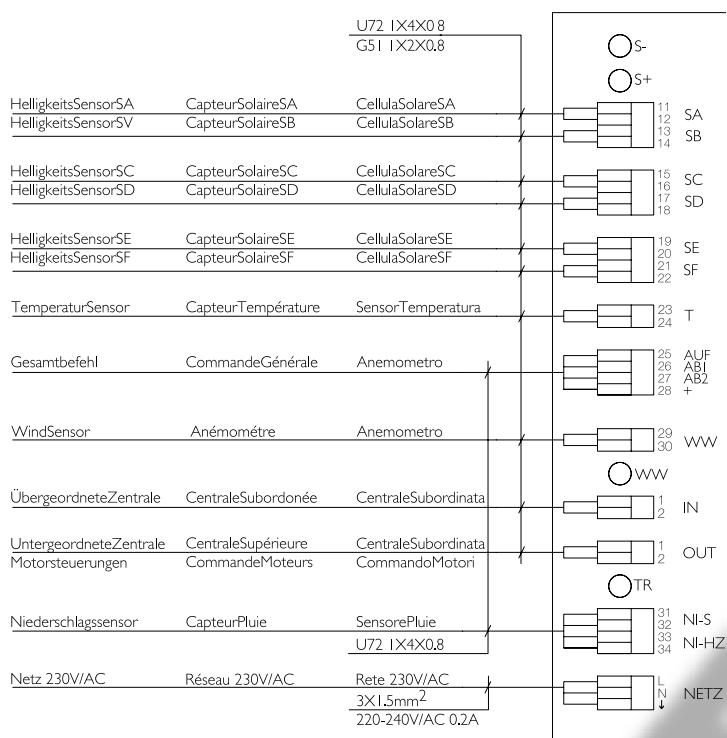 U72 1X4X0 8
G51 1X2X0.8
S-
S+
HelligkeitsSensorSA CapteurSolaireSA CellulaSolareSA 11 SA
12
HelligkeitsSensorSV CapteurSolaireSB CellulaSolareSB 13 SB
14
HelligkeitsSensorSC CapteurSolaireSC CellulaSolareSC 15 SC
16
HelligkeitsSensorSD CapteurSolaireSD CellulaSolareSD 17 SD
18
HelligkeitsSensorSE CapteurSolaireSE CellulaSolareSE 19 SE
20
HelligkeitsSensorSF CapteurSolaireSF CellulaSolareSF 21 SF
22
TemperaturSensor CapteurTempérature SensorTemperatura 23 T
24
Gesamtbefehl CommandeGénérale Anemometro 25 AUF
26 AB1
27 AB2
28 +
WindSensor Anémométre Anemometro 29 WW
30
WW
ÜbergeordneteZentrale CentraleSubordonée CentraleSubordinata 1 IN
2
UntergeordneteZentrale CentraleSupérieure CentraleSubordinata 1 OUT
Motorsteuerungen CommandeMoteurs CommandoMotori 2
TR
Niederschlagssensor CapteurPluie SensorePluie 31 NI-S
32
33 NI-HZ
34
U72 1X4X0.8
Netz 230V/AC Réseau 230V/AC Rete 230V/AC L NETZ
N
↓
3X1.5mm2
220-240V/AC 0.2A